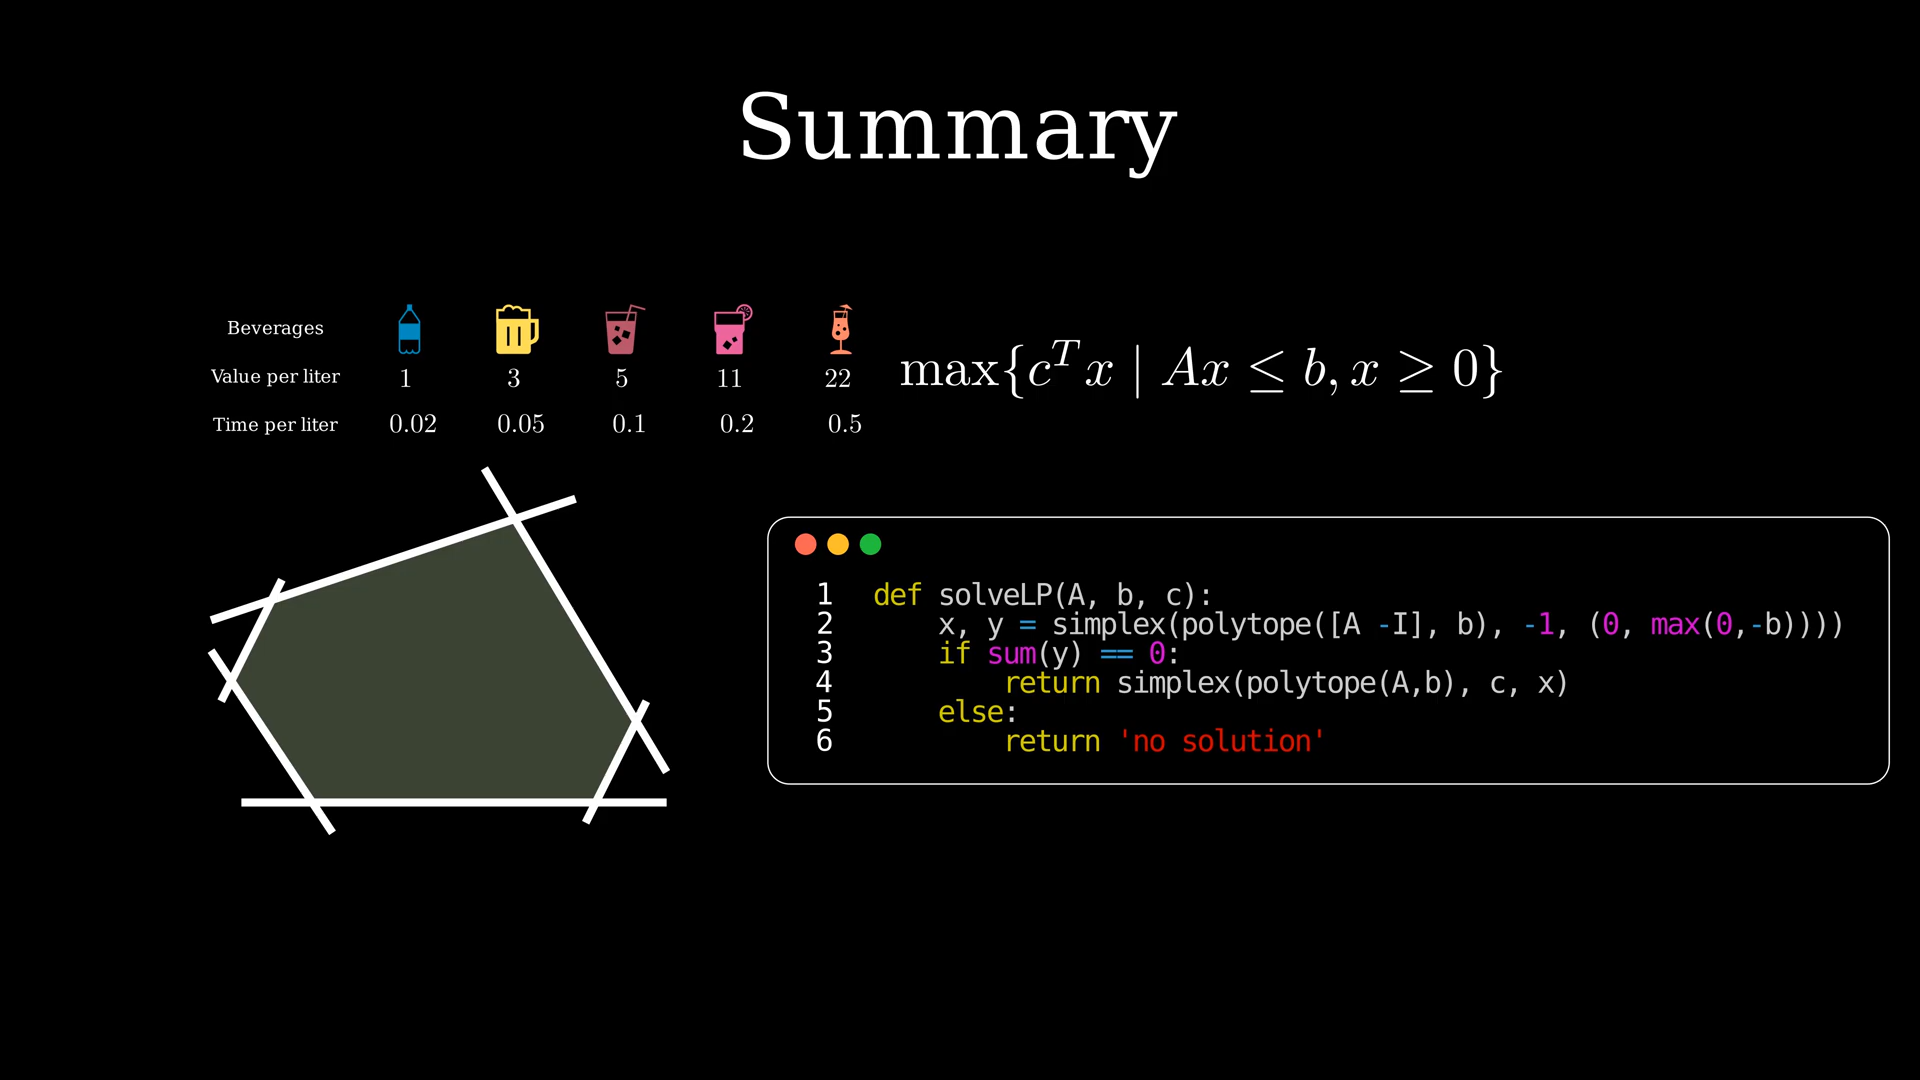 Summary
Beverages
Value per liter 1 3 5 11 22
Time per liter 0.02 0.05 0.1 0.2 0.5
max{c^T x | Ax ≤ b, x ≥ 0}
1 def solveLP(A, b, c):
2     x, y = simplex(polytope([A -I], b), -1, (0, max(0,-b))))
3     if sum(y) == 0:
4         return simplex(polytope(A,b), c, x)
5     else:
6         return 'no solution'